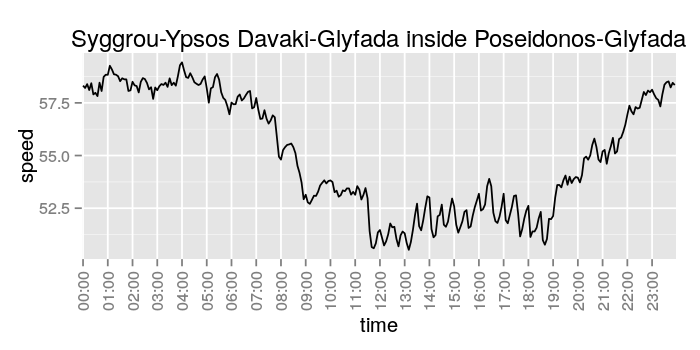 Syggrou-Ypsos Davaki-Glyfada inside Poseidonos-Glyfada
speed
57.5
55.0
52.5
00:00 01:00 02:00 03:00 04:00 05:00 06:00 07:00 08:00 09:00 10:00 11:00 12:00 13:00 14:00 15:00 16:00 17:00 18:00 19:00 20:00 21:00 22:00 23:00
time